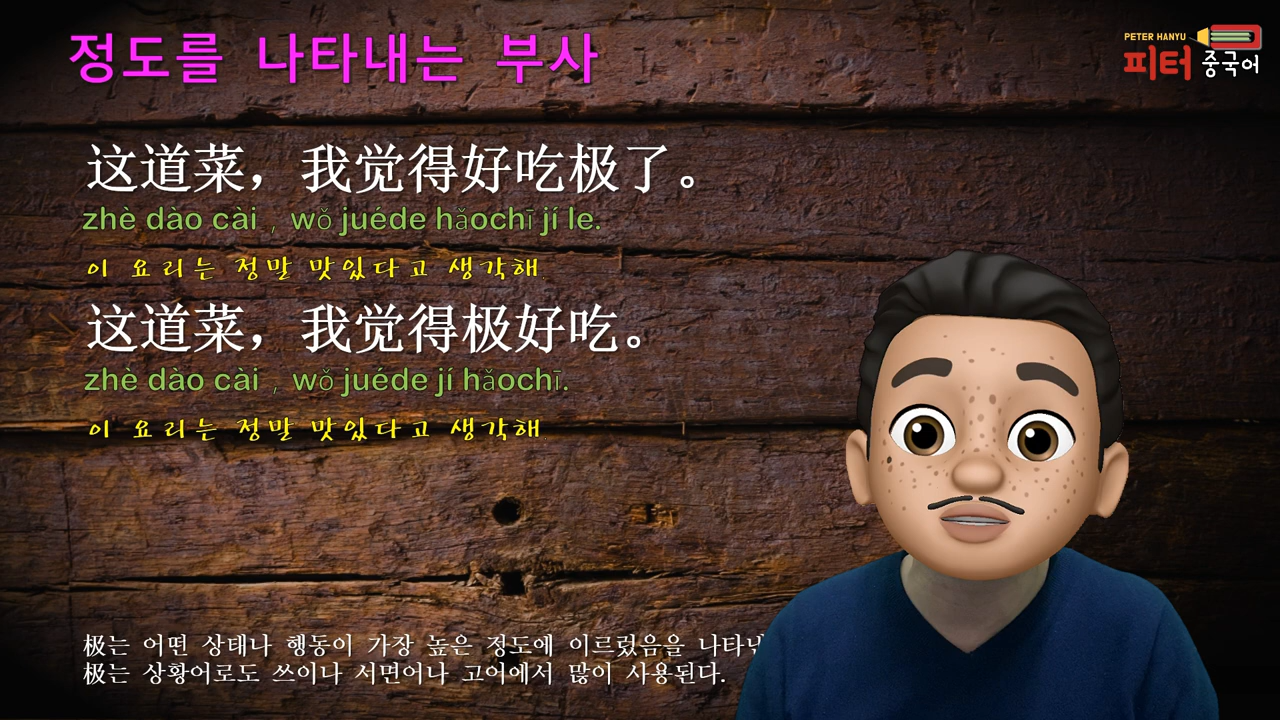 정도를 나타내는 부사
PETER HANYU
피터 중국어
这道菜，我觉得好吃极了。
zhè dào cài，wǒ juéde hǎochī jí le.
이 요리는 정말 맛있다고 생각해.
这道菜，我觉得极好吃。
zhè dào cài，wǒ juéde jí hǎochī.
이 요리는 정말 맛있다고 생각해.
极는 어떤 상태나 행동이 가장 높은 정도에 이르렀음을
极는 상황어로도 쓰이나 서면어나 고어에서 많이 사용된다.